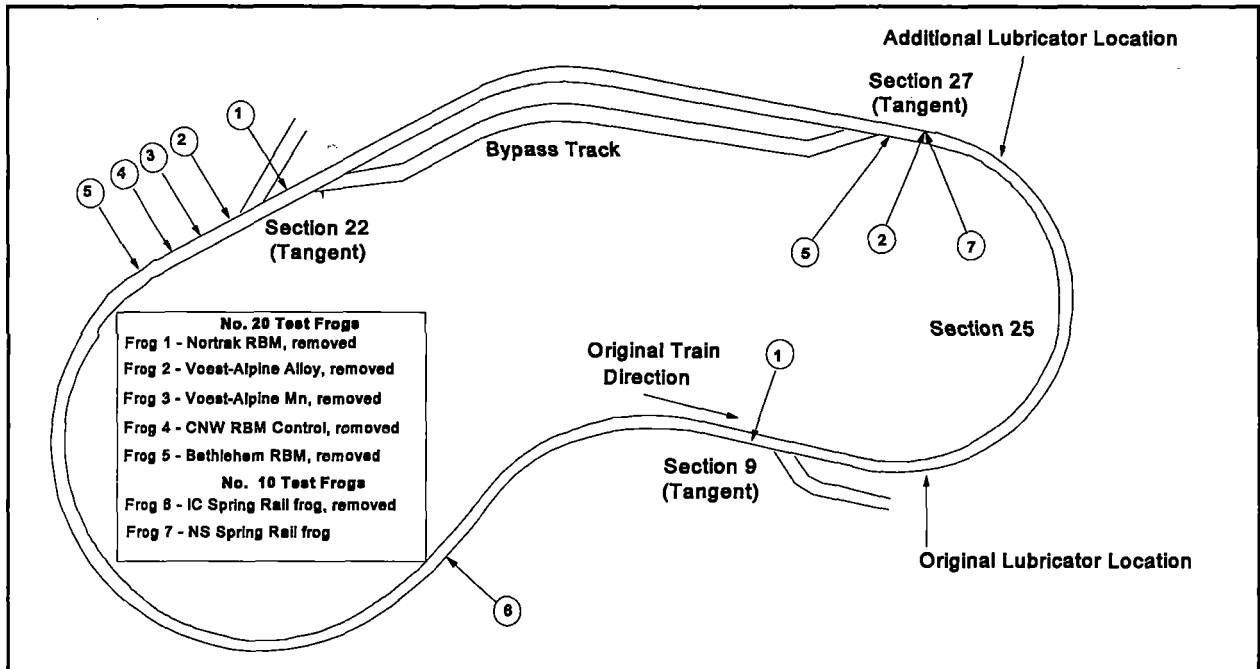 Additional Lubricator Location
Section 27
(Tangent)
1
2
3
4
5
Bypass Track
Section 22
(Tangent)
5
2
7
No. 20 Test Frogs
Frog 1 - Nortrak RBM, removed
Frog 2 - Voest-Alpine Alloy, removed
Frog 3 - Voest-Alpine Mn, removed
Frog 4 - CNW RBM Control, removed
Frog 5 - Bethlehem RBM, removed
No. 10 Test Frogs
Frog 6 - IC Spring Rail frog, removed
Frog 7 - NS Spring Rail frog
Section 25
Original Train
Direction
1
Section 9
(Tangent)
Original Lubricator Location
6